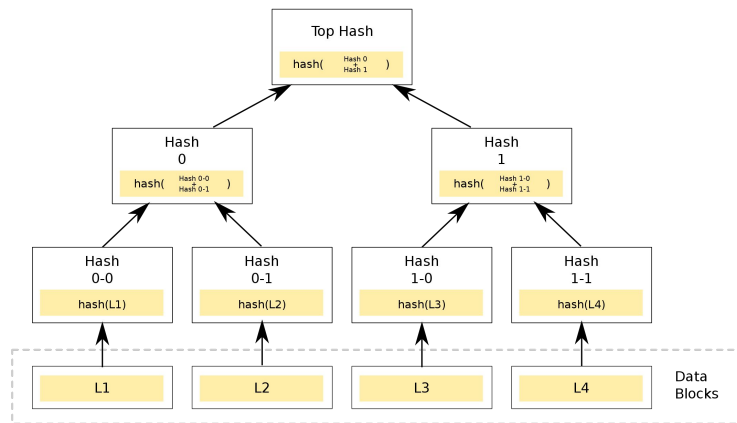 Top Hash
hash( Hash 0 + Hash 1 )
Hash
0
hash( Hash 0-0 + Hash 0-1 )
Hash
1
hash( Hash 1-0 + Hash 1-1 )
Hash
0-0
hash(L1)
Hash
0-1
hash(L2)
Hash
1-0
hash(L3)
Hash
1-1
hash(L4)
L1
L2
L3
L4
Data
Blocks